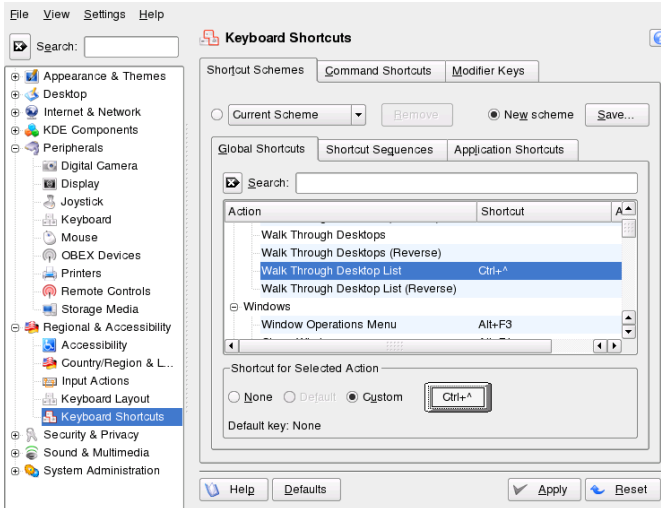 File View Settings Help
Search:
Appearance & Themes
Desktop
Internet & Network
KDE Components
Peripherals
Digital Camera
Display
Joystick
Keyboard
Mouse
OBEX Devices
Printers
Remote Controls
Storage Media
Regional & Accessibility
Accessibility
Country/Region & L...
Input Actions
Keyboard Layout
Keyboard Shortcuts
Security & Privacy
Sound & Multimedia
System Administration
Keyboard Shortcuts
Shortcut Schemes Command Shortcuts Modifier Keys
Current Scheme Remove New scheme Save...
Global Shortcuts Shortcut Sequences Application Shortcuts
Search:
Action Shortcut A
Walk Through Desktops
Walk Through Desktops (Reverse)
Walk Through Desktop List Ctrl+^
Walk Through Desktop List (Reverse)
Windows
Window Operations Menu Alt+F3
Shortcut for Selected Action
None Default Custom Ctrl+^
Default key: None
Help Defaults Apply Reset